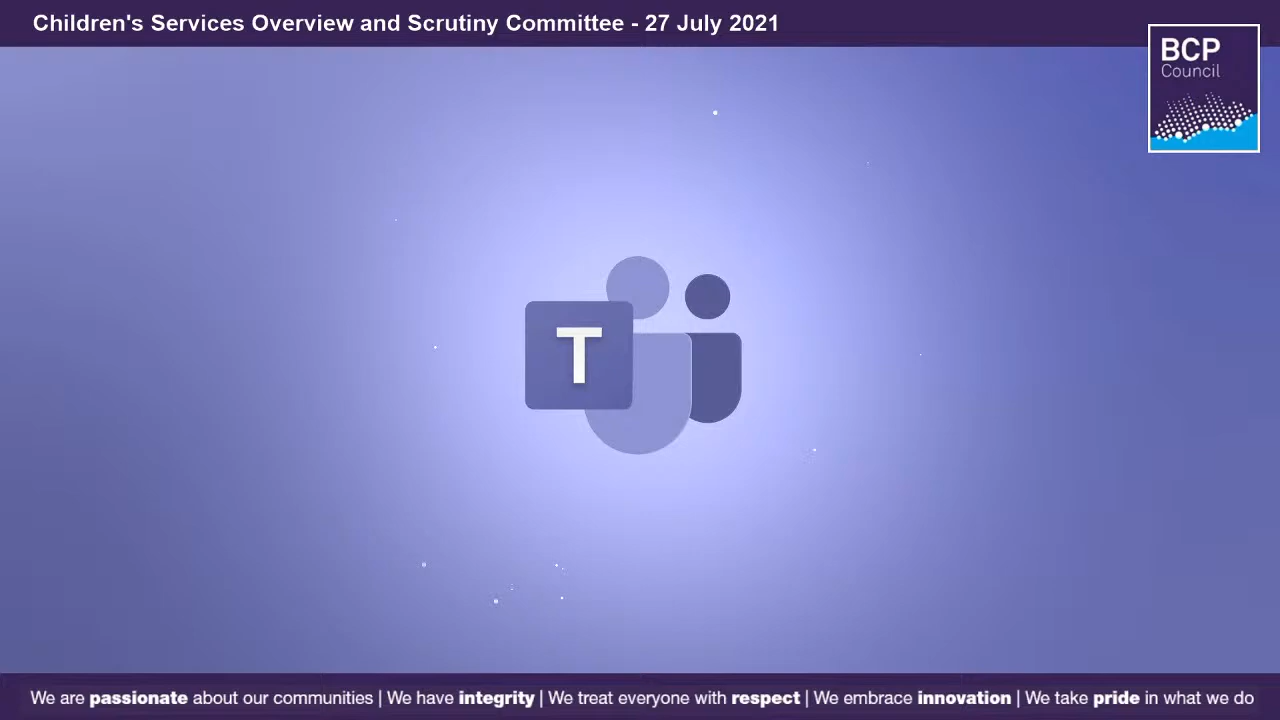 Children's Services Overview and Scrutiny Committee - 27 July 2021
BCP
Council
T
We are passionate about our communities | We have integrity | We treat everyone with respect | We embrace innovation | We take pride in what we do